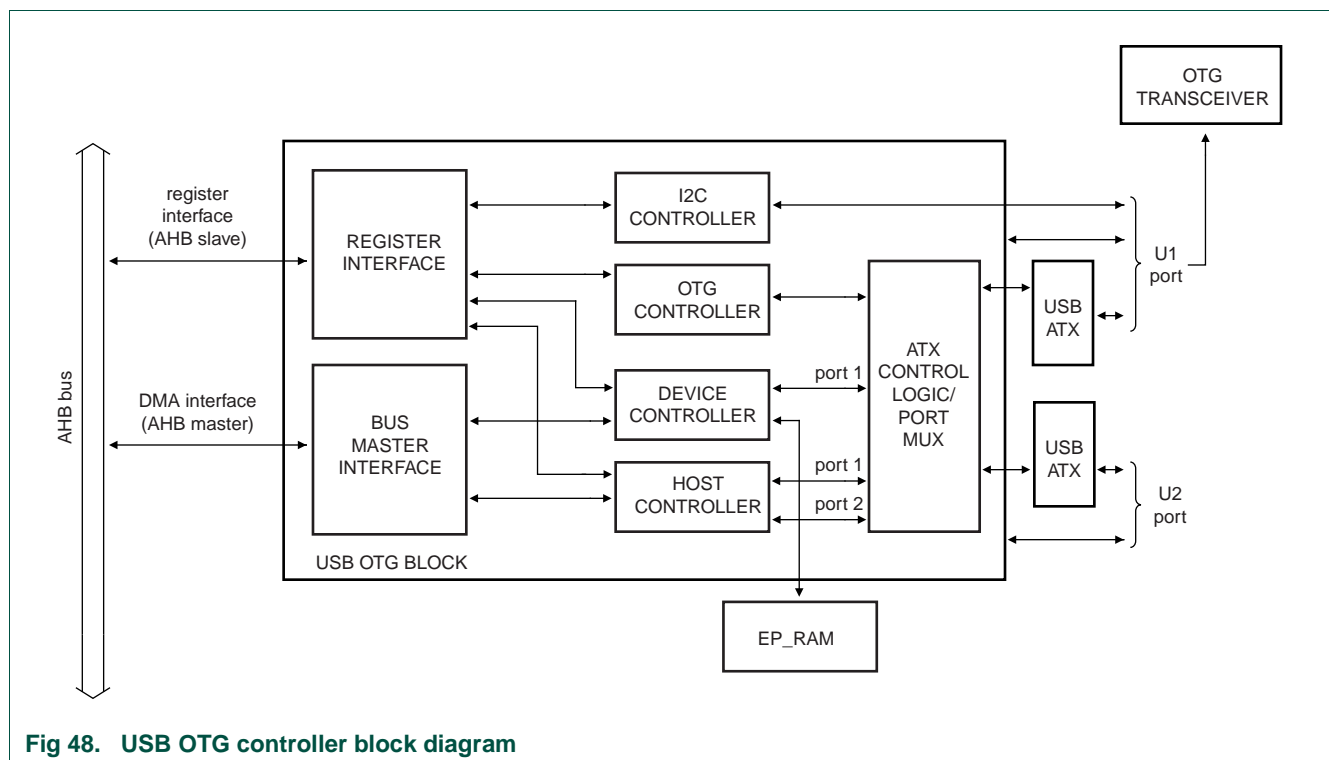 OTG
TRANSCEIVER
register
interface
(AHB slave)
REGISTER
INTERFACE
I2C
CONTROLLER
U1
port
OTG
CONTROLLER
USB
ATX
ATX
CONTROL
LOGIC/
PORT
MUX
AHB bus
DMA interface
(AHB master)
BUS
MASTER
INTERFACE
DEVICE
CONTROLLER
port 1
USB
ATX
HOST
CONTROLLER
port 1
port 2
U2
port
USB OTG BLOCK
EP_RAM
Fig 48. USB OTG controller block diagram